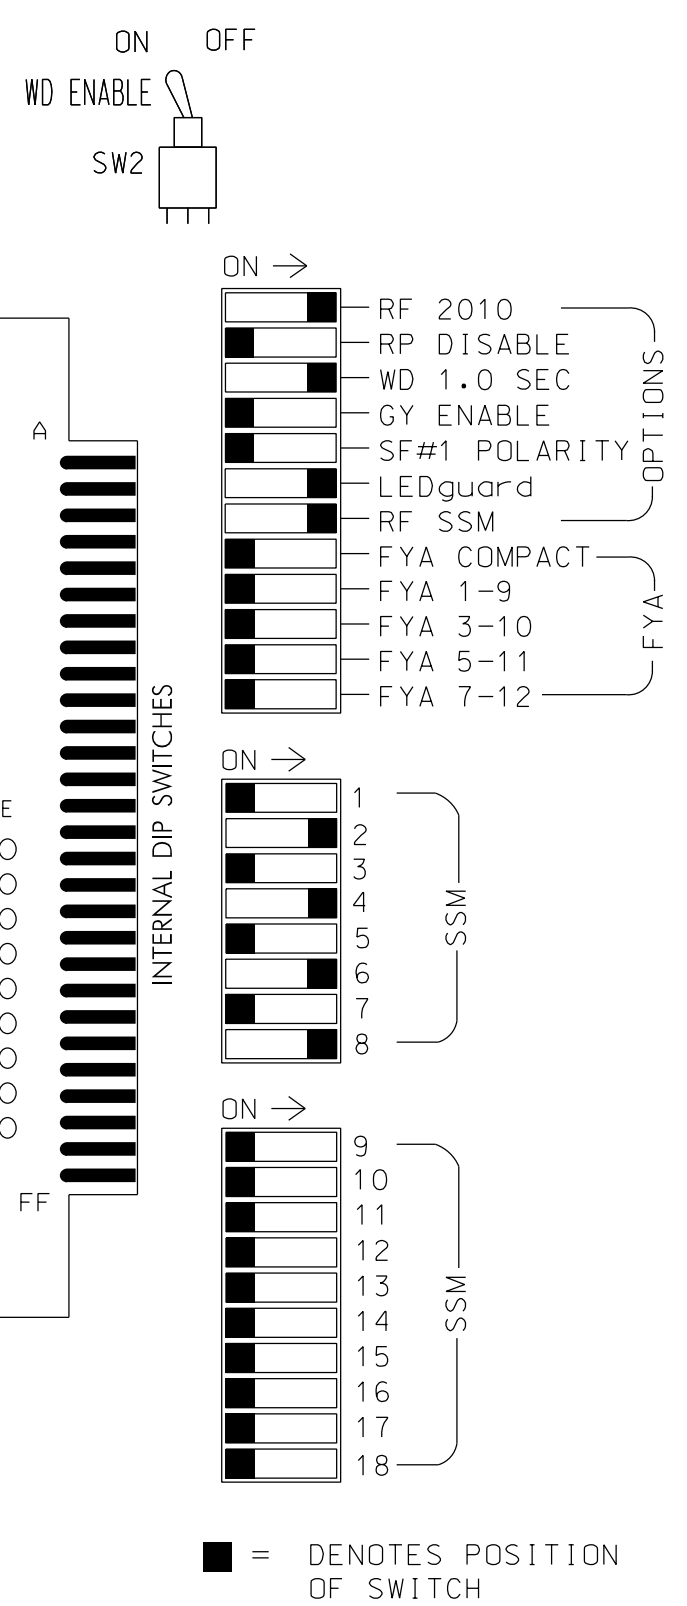 ON OFF
WD ENABLE
SW2
ON
RF 2010
RP DISABLE
WD 1.0 SEC
GY ENABLE
SF#1 POLARITY
LEDguard
RF SSM
OPTIONS
FYA COMPACT
FYA 1-9
FYA 3-10
FYA 5-11
FYA 7-12
FYA
A
E
FF
INTERNAL DIP SWITCHES
ON
1
2
3
4
5
6
7
8
SSM
ON
9
10
11
12
13
14
15
16
17
18
SSM
= DENOTES POSITION
OF SWITCH